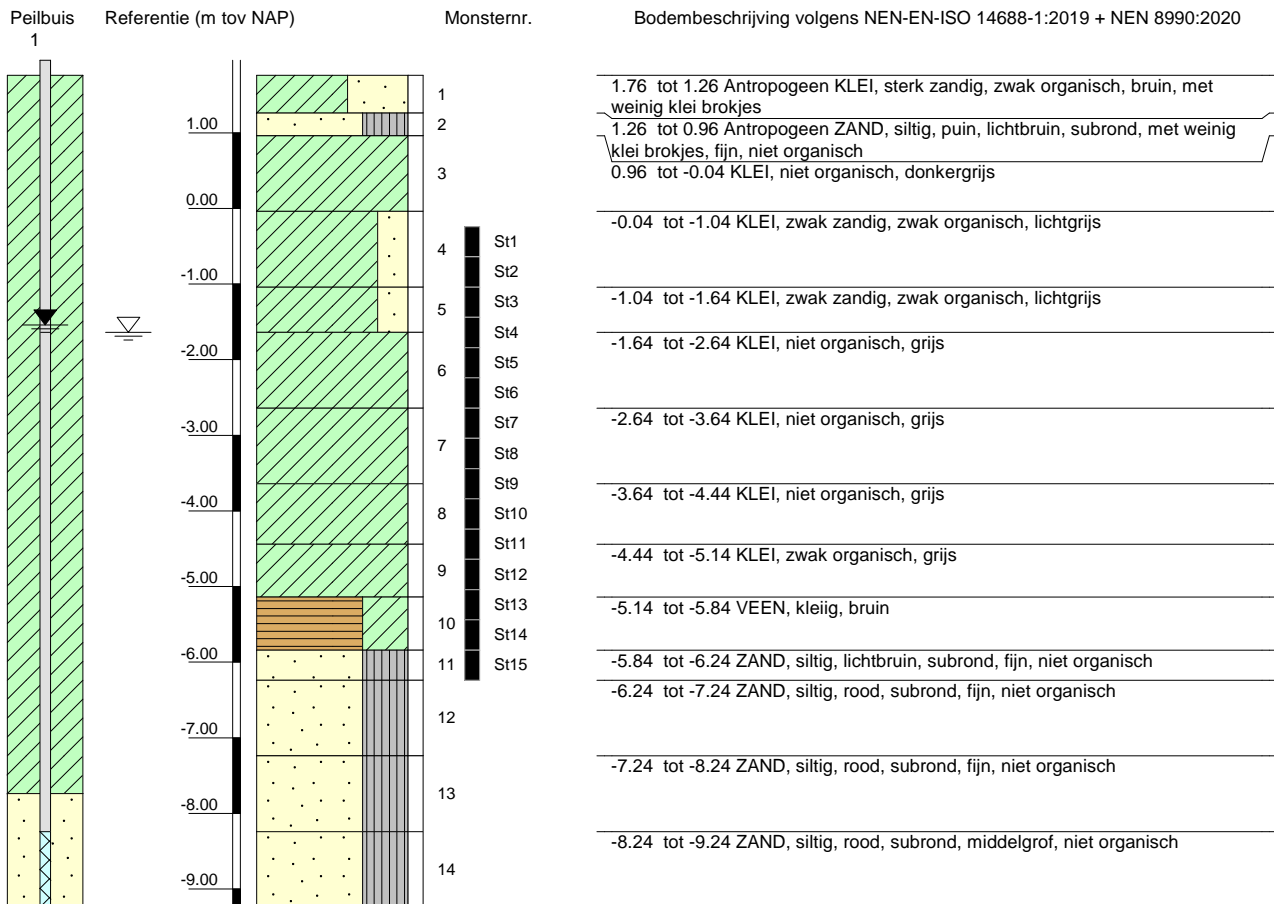 Peilbuis Referentie (m tov NAP) Monsternr. Bodembeschrijving volgens NEN-EN-ISO 14688-1:2019 + NEN 8990:2020
1
1 1.76 tot 1.26 Antropogeen KLEI, sterk zandig, zwak organisch, bruin, met
weinig klei brokjes
1.00 2 1.26 tot 0.96 Antropogeen ZAND, siltig, puin, lichtbruin, subrond, met weinig
klei brokjes, fijn, niet organisch
3 0.96 tot -0.04 KLEI, niet organisch, donkergrijs
0.00
-0.04 tot -1.04 KLEI, zwak zandig, zwak organisch, lichtgrijs
4 St1
St2
-1.00
St3 -1.04 tot -1.64 KLEI, zwak zandig, zwak organisch, lichtgrijs
5
St4
-1.64 tot -2.64 KLEI, niet organisch, grijs
-2.00
St5
6
St6
St7 -2.64 tot -3.64 KLEI, niet organisch, grijs
-3.00
7
St8
St9
-3.64 tot -4.44 KLEI, niet organisch, grijs
-4.00
8 St10
St11
-4.44 tot -5.14 KLEI, zwak organisch, grijs
9 St12
-5.00
St13 -5.14 tot -5.84 VEEN, kleiig, bruin
10
St14
-6.00
11 St15 -5.84 tot -6.24 ZAND, siltig, lichtbruin, subrond, fijn, niet organisch
-6.24 tot -7.24 ZAND, siltig, rood, subrond, fijn, niet organisch
12
-7.00
-7.24 tot -8.24 ZAND, siltig, rood, subrond, fijn, niet organisch
13
-8.00
-8.24 tot -9.24 ZAND, siltig, rood, subrond, middelgrof, niet organisch
14
-9.00